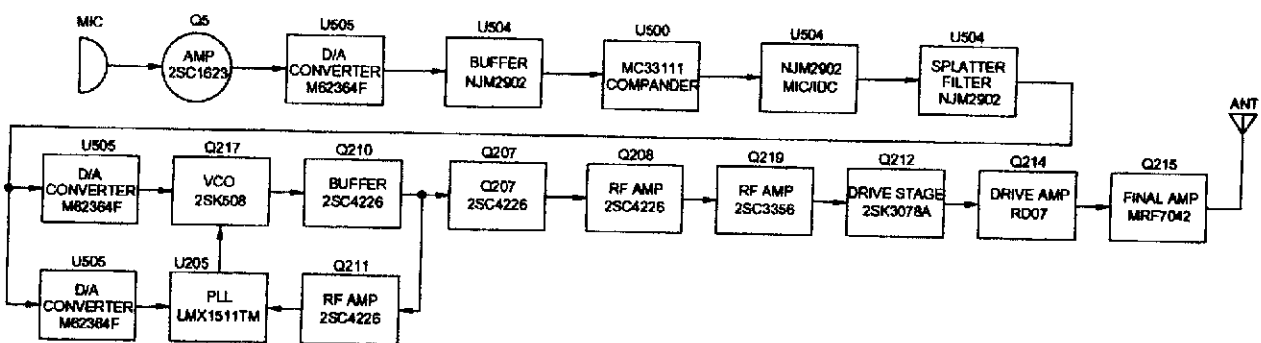 MIC
Q5
AMP
2SC1623
U505
D/A
CONVERTER
M62364F
U504
BUFFER
NJM2902
U500
MC33111
COMPANDER
U504
NJM2902
MIC/IDC
U504
SPLATTER
FILTER
NJM2902
ANT
U505
D/A
CONVERTER
M62364F
Q217
VCO
2SK508
Q210
BUFFER
2SC4226
Q207
Q207
2SC4226
Q208
RF AMP
2SC4226
Q219
RF AMP
2SC3356
Q212
DRIVE STAGE
2SK3078A
Q214
DRIVE AMP
RD07
Q215
FINAL AMP
MRF7042
U505
D/A
CONVERTER
M62364F
U205
PLL
LMX1511TM
Q211
RF AMP
2SC4226